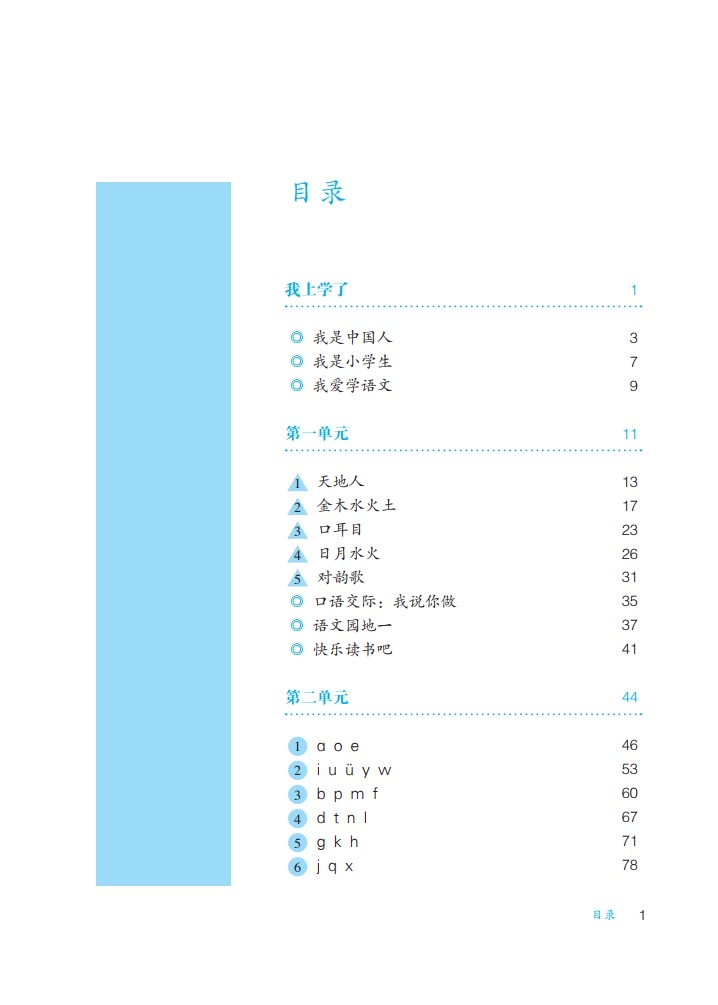 目录
我上学了 1
◎ 我是中国人 3
◎ 我是小学生 7
◎ 我爱学语文 9
第一单元 11
1 天地人 13
2 金木水火土 17
3 口耳目 23
4 日月水火 26
5 对韵歌 31
◎ 口语交际：我说你做 35
◎ 语文园地一 37
◎ 快乐读书吧 41
第二单元 44
1 ɑ o e 46
2 i u ü y w 53
3 b p m f 60
4 d t n l 67
5 g k h 71
6 j q x 78
目录 1